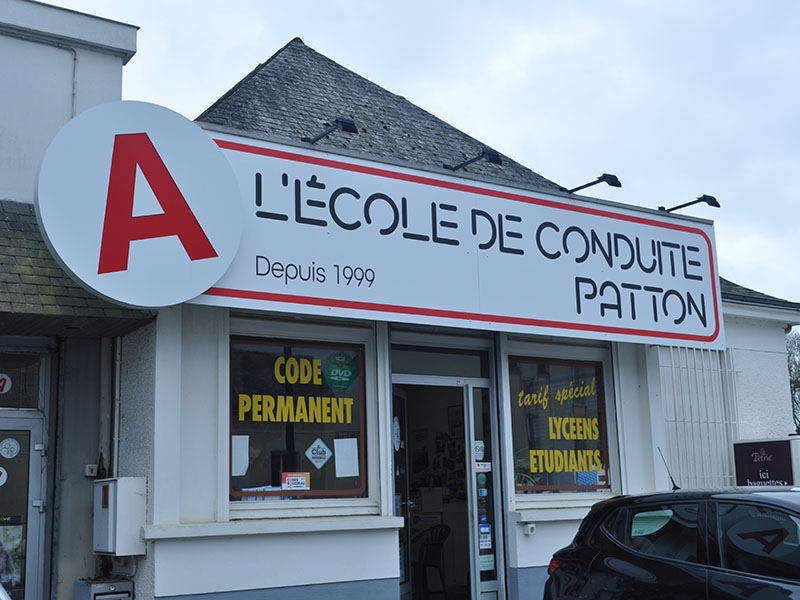 A
L'ÉCOLE DE CONDUITE
PATTON
Depuis 1999
CODE
PERMANENT
DVD
Club
tarif spécial
LYCEENS
ETUDIANTS
ici
baguettes
A